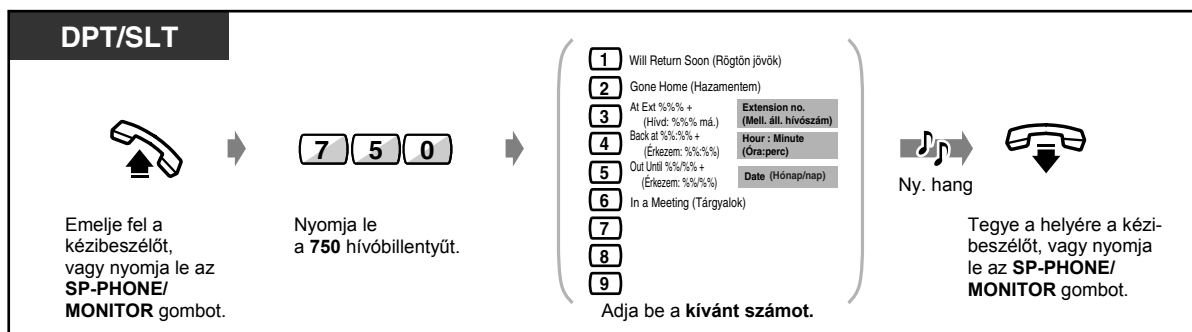 DPT/SLT
Emelje fel a
kézibeszélőt,
vagy nyomja le az
SP-PHONE/
MONITOR gombot.
7 5 0
Nyomja le
a 750 hívóbillentyűt.
1 Will Return Soon (Rögtön jövök)
2 Gone Home (Hazamentem)
3 At Ext %%% +
(Hívd: %%% má.)
Extension no.
(Mell. áll. hívószám)
4 Back at %%:%% +
(Érkezem: %%:%%)
Hour : Minute
(Óra:perc)
5 Out Until %%/%% +
(Érkezem: %%/%%)
Date (Hónap/nap)
6 In a Meeting (Tárgyalok)
7
8
9
Adja be a kívánt számot.
Ny. hang
Tegye a helyére a kézi-
beszélőt, vagy nyomja
le az SP-PHONE/
MONITOR gombot.